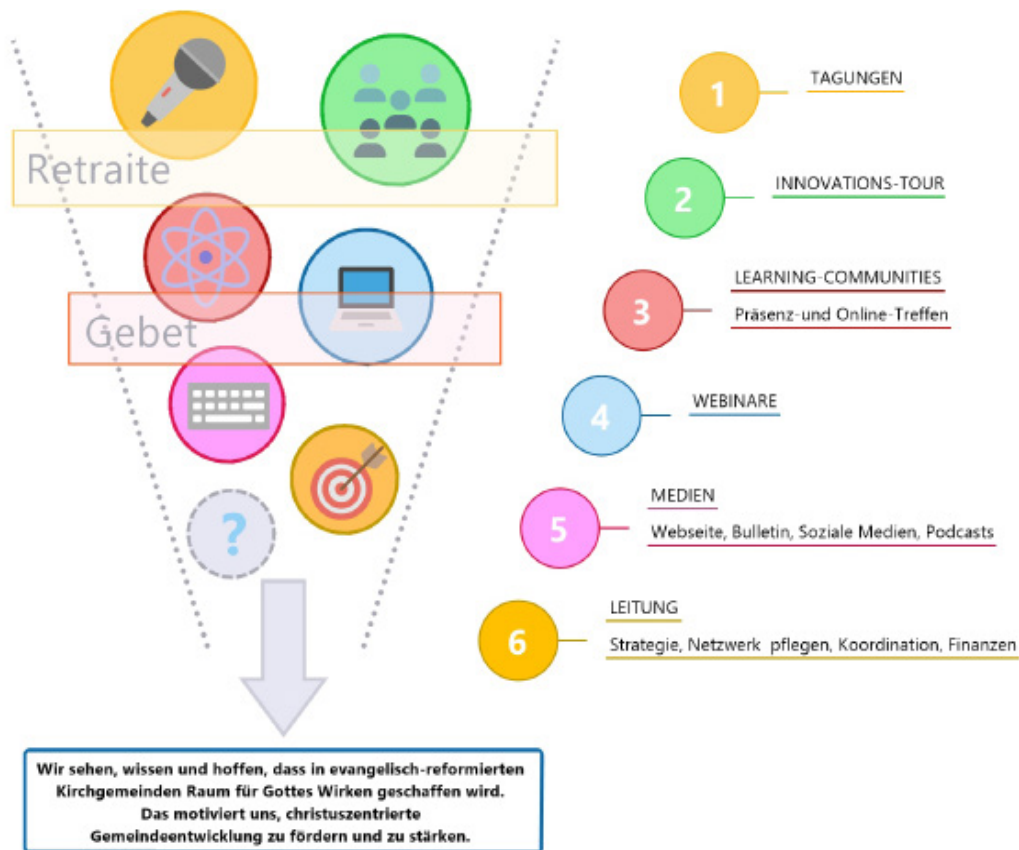 Retraite
Gebet
?
1
TAGUNGEN
2
INNOVATIONS-TOUR
3
LEARNING-COMMUNITIES
Präsenz-und Online-Treffen
4
WEBINARE
5
MEDIEN
Webseite, Bulletin, Soziale Medien, Podcasts
6
LEITUNG
Strategie, Netzwerk pflegen, Koordination, Finanzen
Wir sehen, wissen und hoffen, dass in evangelisch-reformierten
Kirchgemeinden Raum für Gottes Wirken geschaffen wird.
Das motiviert uns, christuszentrierte
Gemeindeentwicklung zu fördern und zu stärken.